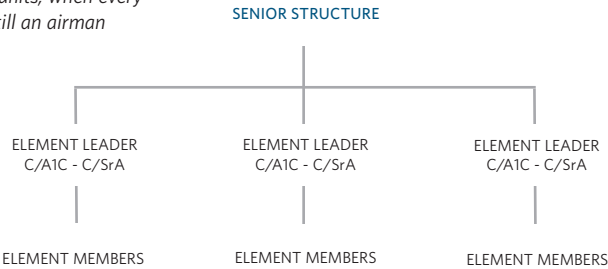 units, when every
till an airman
SENIOR STRUCTURE
ELEMENT LEADER
C/A1C - C/SrA
ELEMENT LEADER
C/A1C - C/SrA
ELEMENT LEADER
C/A1C - C/SrA
ELEMENT MEMBERS
ELEMENT MEMBERS
ELEMENT MEMBERS